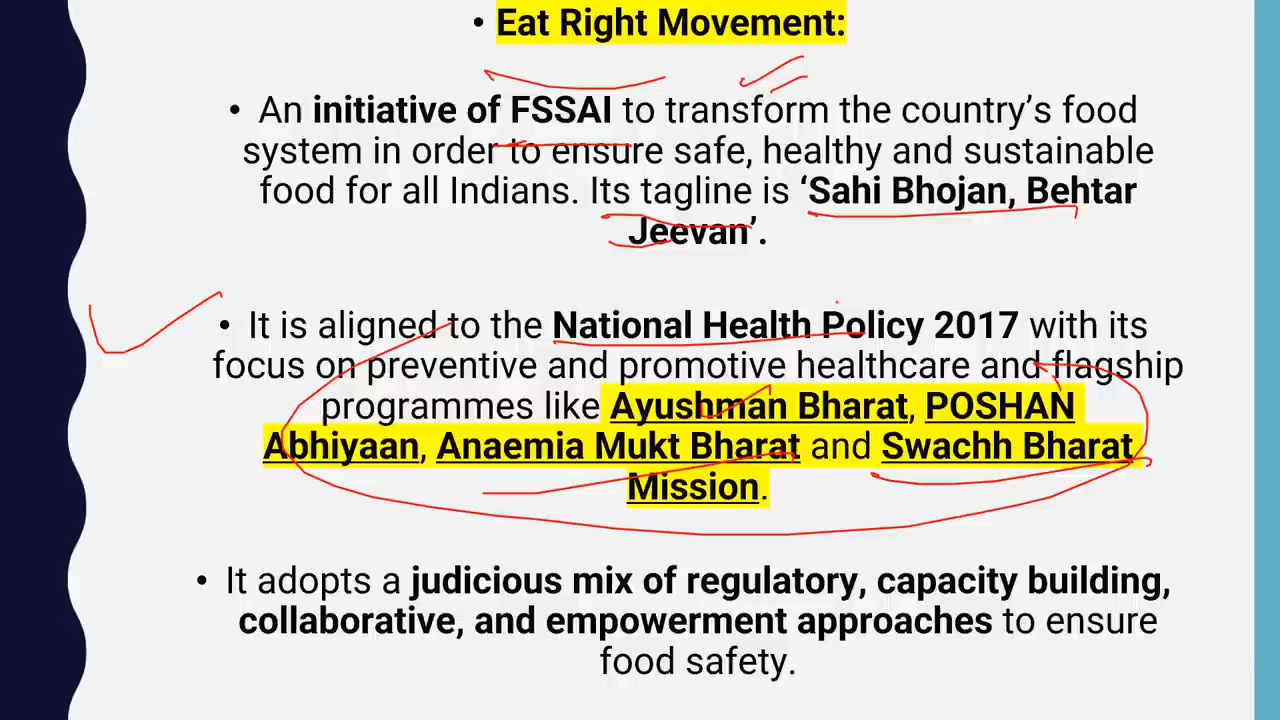 • Eat Right Movement:
• An initiative of FSSAI to transform the country’s food
system in order to ensure safe, healthy and sustainable
food for all Indians. Its tagline is ‘Sahi Bhojan, Behtar
Jeevan’.
• It is aligned to the National Health Policy 2017 with its
focus on preventive and promotive healthcare and flagship
programmes like Ayushman Bharat, POSHAN
Abhiyaan, Anaemia Mukt Bharat and Swachh Bharat
Mission.
• It adopts a judicious mix of regulatory, capacity building,
collaborative, and empowerment approaches to ensure
food safety.